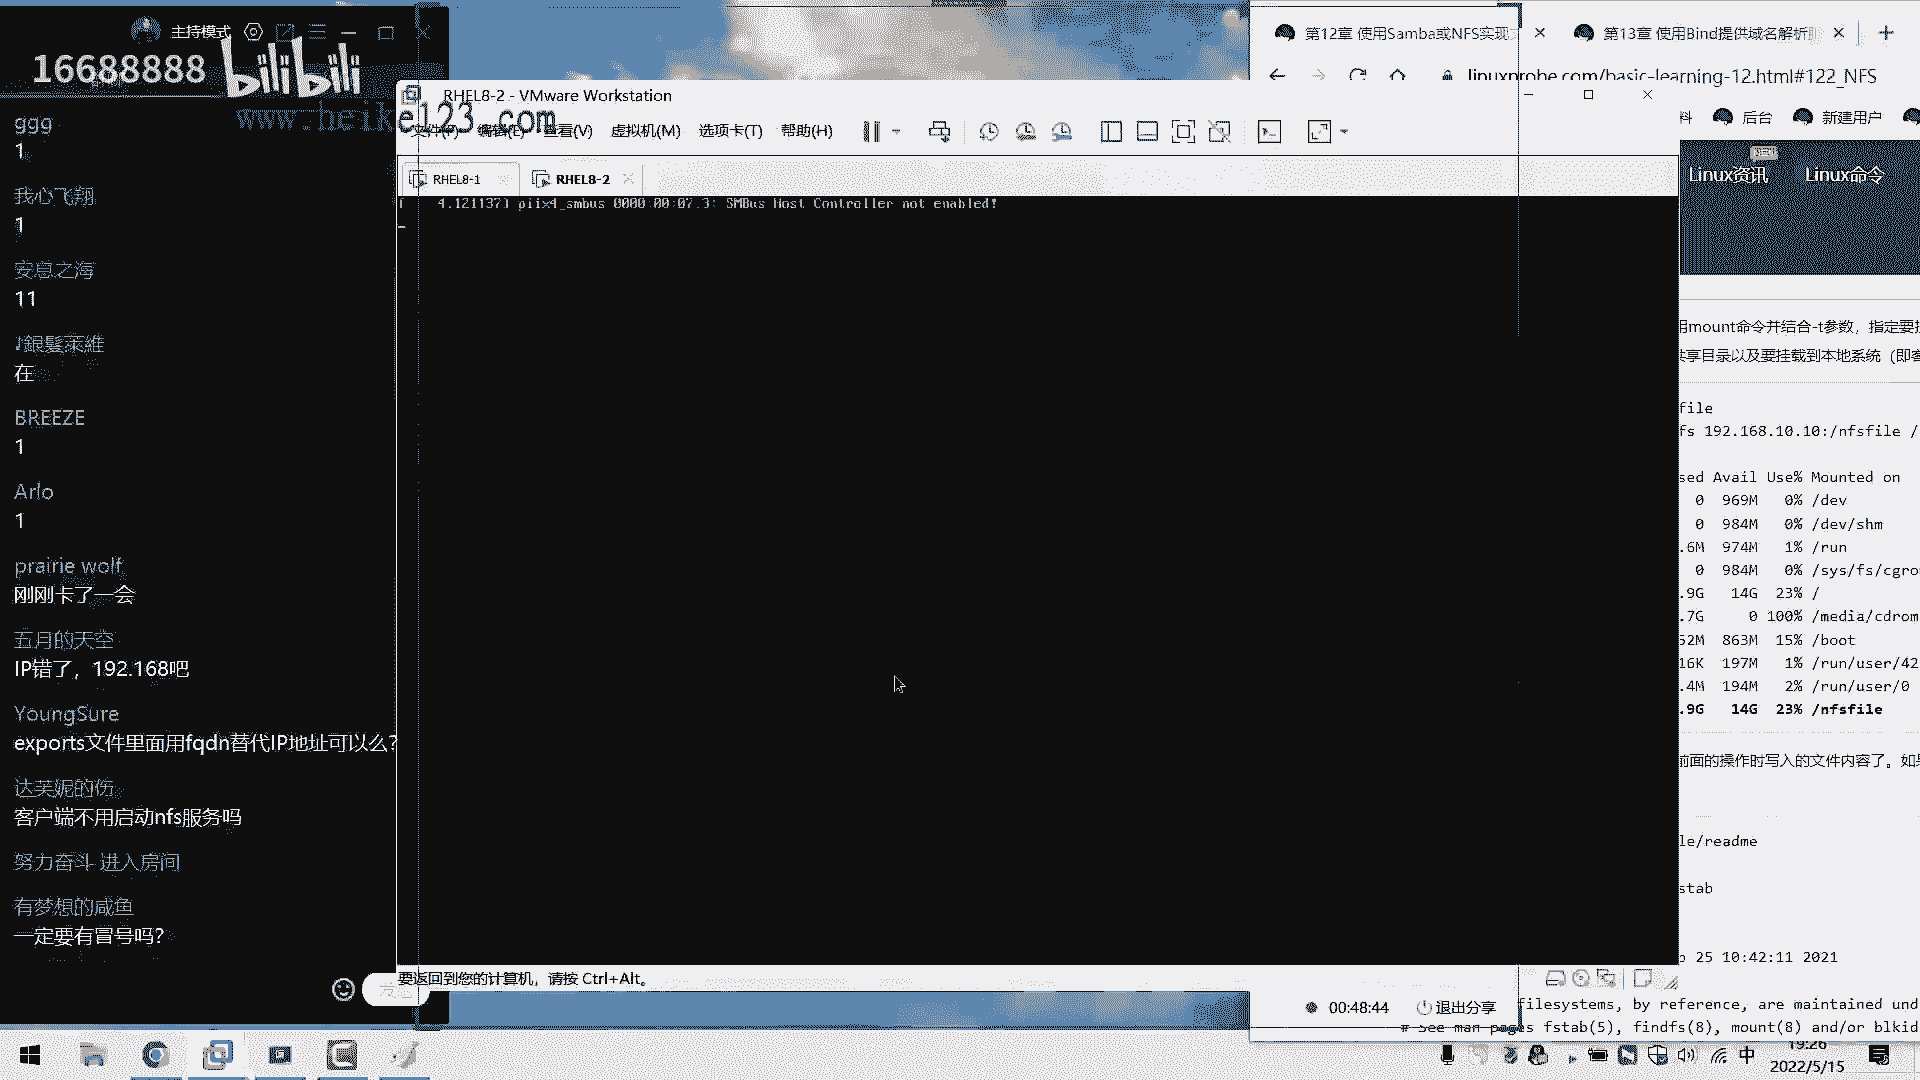 主持模式
16688888
bilibili
www.heike123.com
ggg
1
我心飞翔
1
安息之海
11
♪銀髮萊維
在
BREEZE
1
Arlo
1
prairie wolf
刚刚卡了一会
五月的天空
IP错了，192.168吧
YoungSure
exports文件里面用fqdn替代IP地址可以么?
达芙妮的伤
客户端不用启动nfs服务吗
努力奋斗 进入房间
有梦想的咸鱼
一定要有冒号吗?
RHEL8-2 - VMware Workstation
文件(F) 编辑(E) 查看(V) 虚拟机(M) 选项卡(T) 帮助(H)
RHEL8-1
RHEL8-2
[    4.121137] piix4_smbus 0000:00:07.3: SMBus Host Controller not enabled!
要返回到您的计算机，请按 Ctrl+Alt。
第12章 使用Samba或NFS实现
第13章 使用Bind提供域名解析
linuxprobe.com/basic-learning-12.html#122_NFS
料
后台
新建用户
Linux资讯
Linux命令
用mount命令并结合-t参数，指定要
共享目录以及要挂载到本地系统（即客
file
fs 192.168.10.10:/nfsfile /
sed Avail Use% Mounted on
0 969M 0% /dev
0 984M 0% /dev/shm
.6M 974M 1% /run
0 984M 0% /sys/fs/cgro
.9G 14G 23% /
.7G 0 100% /media/cdrom
52M 863M 15% /boot
16K 197M 1% /run/user/42
.4M 194M 2% /run/user/0
.9G 14G 23% /nfsfile
前面的操作时写入的文件内容了。如果
le/readme
stab
25 10:42:11 2021
filesystems, by reference, are maintained und
# See man pages fstab(5), findfs(8), mount(8) and/or blkid
00:48:44
退出分享
中
19:26
2022/5/15